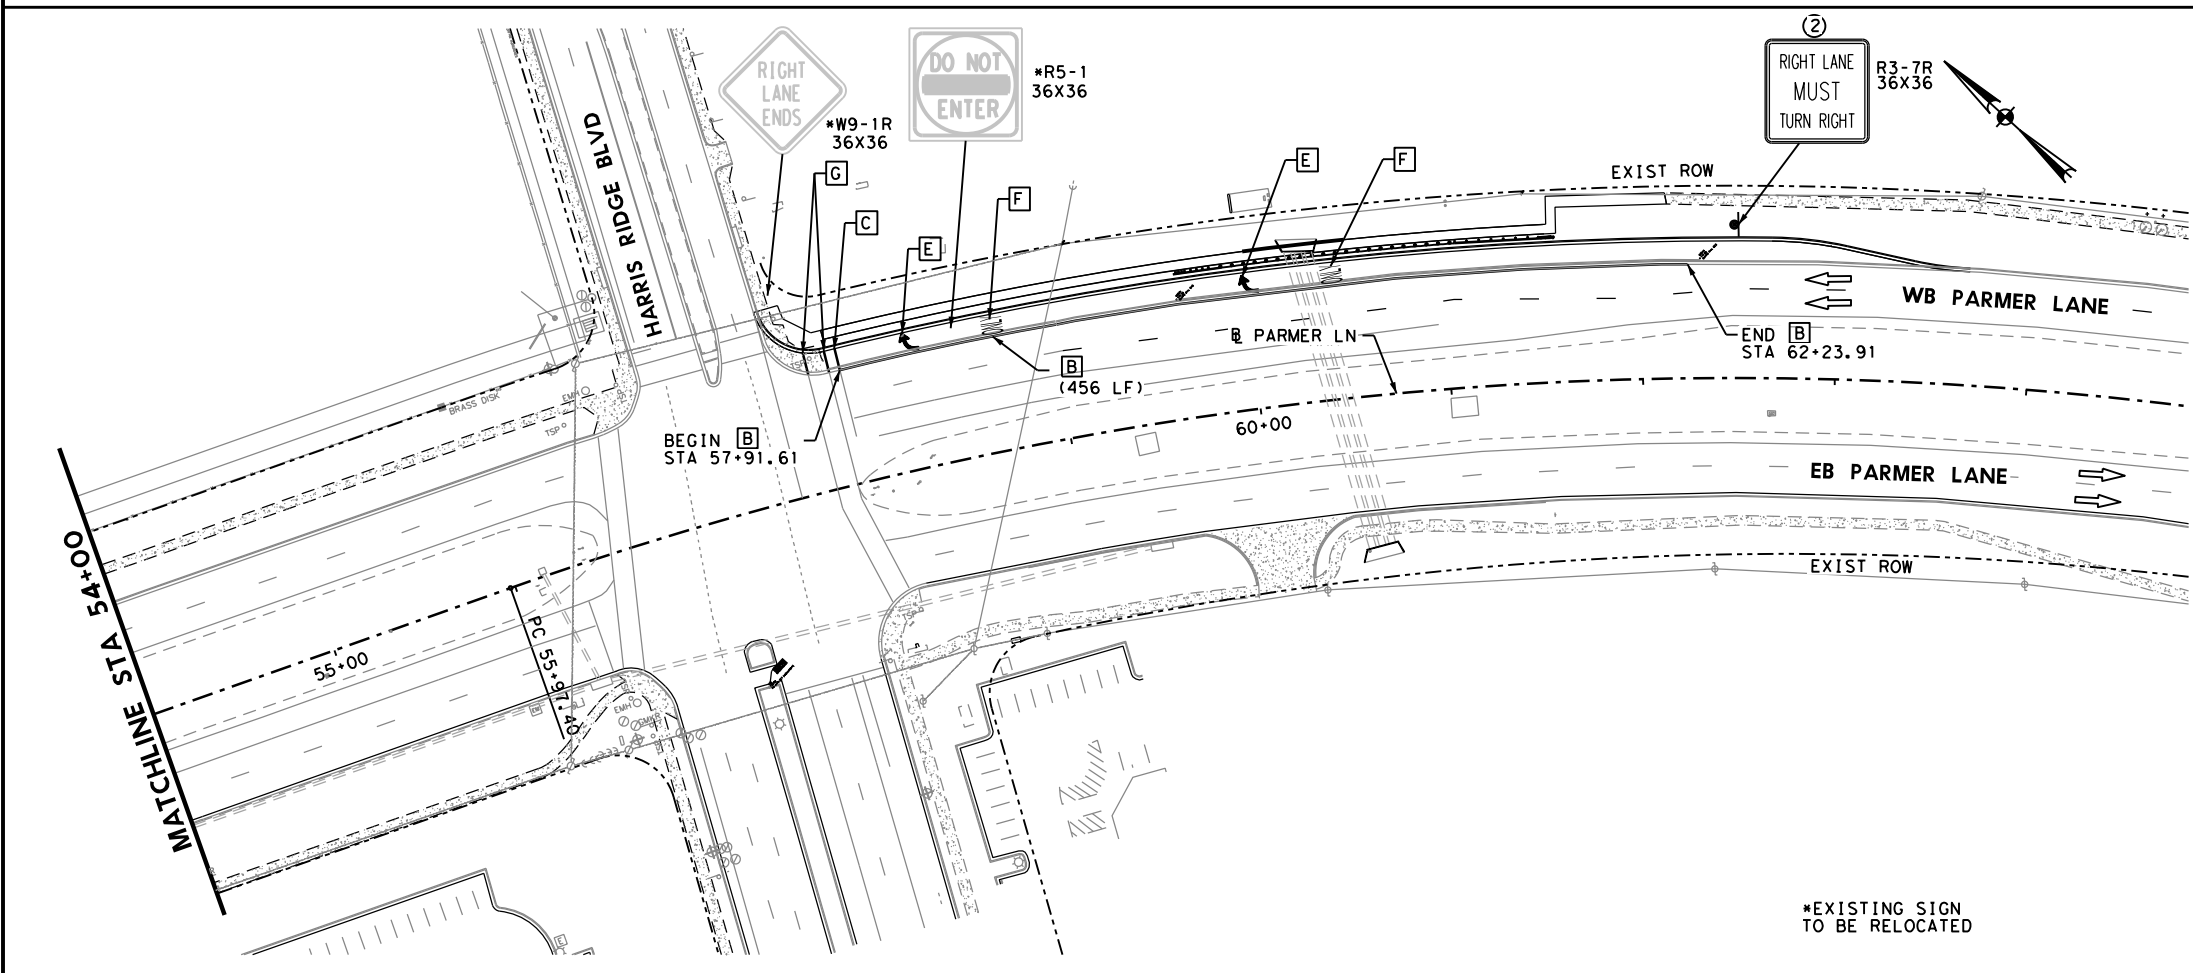 RIGHT
LANE
ENDS
*W9-1R
36X36
DO NOT
ENTER
*R5-1
36X36
2
RIGHT LANE
MUST
TURN RIGHT
R3-7R
36X36
HARRIS RIDGE BLVD
G
C
E
F
E
F
EXIST ROW
WB PARMER LANE
END B
STA 62+23.91
℄ PARMER LN
B
(456 LF)
BEGIN B
STA 57+91.61
60+00
EB PARMER LANE
EXIST ROW
BRASS DISK
EMH
TSP
MATCHLINE STA 54+00
55+00
PC 55+97.40
EMH
TSP
E
*EXISTING SIGN
TO BE RELOCATED